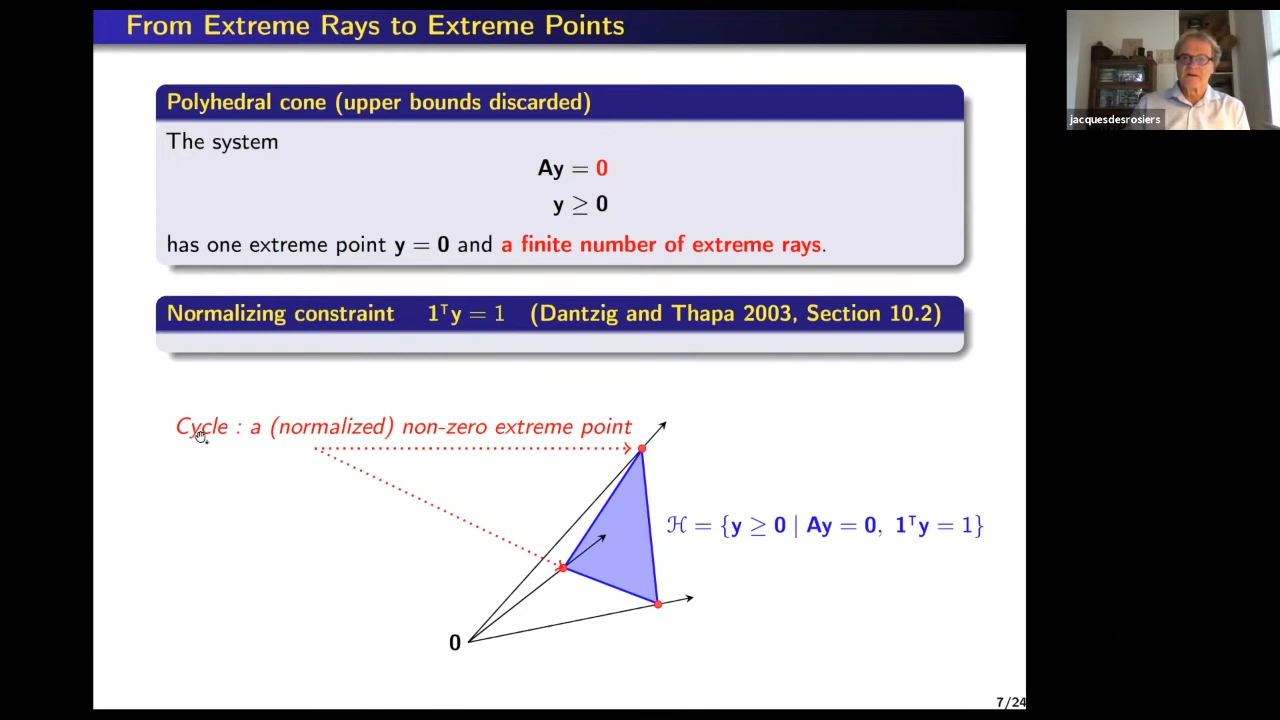 From Extreme Rays to Extreme Points
Polyhedral cone (upper bounds discarded)
The system
Ay = 0
y ≥ 0
has one extreme point y = 0 and a finite number of extreme rays.
Normalizing constraint 1ᵀy = 1 (Dantzig and Thapa 2003, Section 10.2)
Cycle : a (normalized) non-zero extreme point
ℋ = {y ≥ 0 | Ay = 0, 1ᵀy = 1}
0
7/24
jacquesdesrosiers